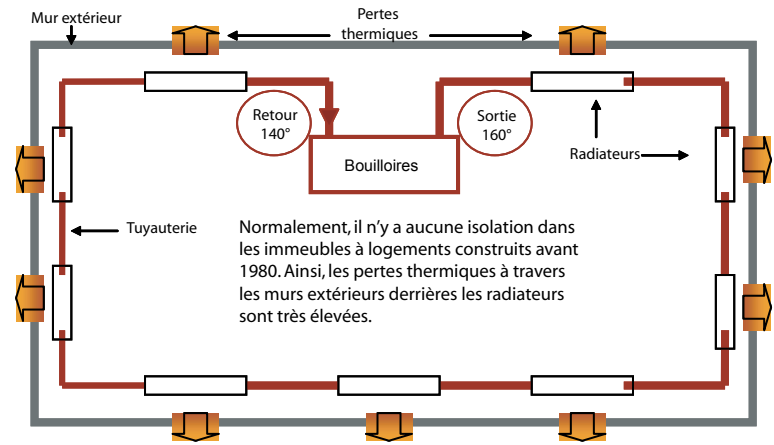 Mur extérieur
Pertes
thermiques
Retour
140°
Sortie
160°
Bouilloires
Radiateurs
Tuyauterie
Normalement, il n'y a aucune isolation dans
les immeubles à logements construits avant
1980. Ainsi, les pertes thermiques à travers
les murs extérieurs derrières les radiateurs
sont très élevées.